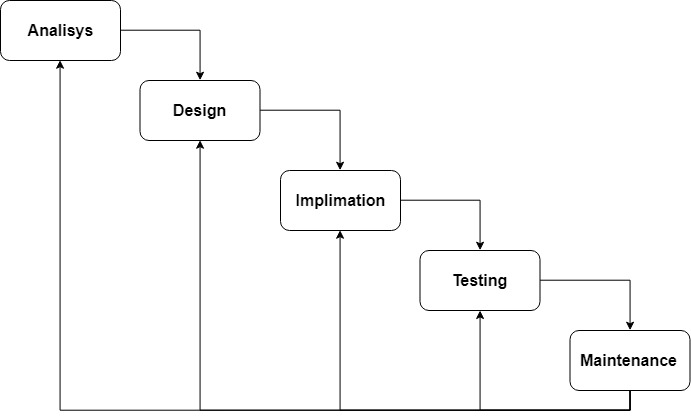 Analisys
Design
Implimation
Testing
Maintenance